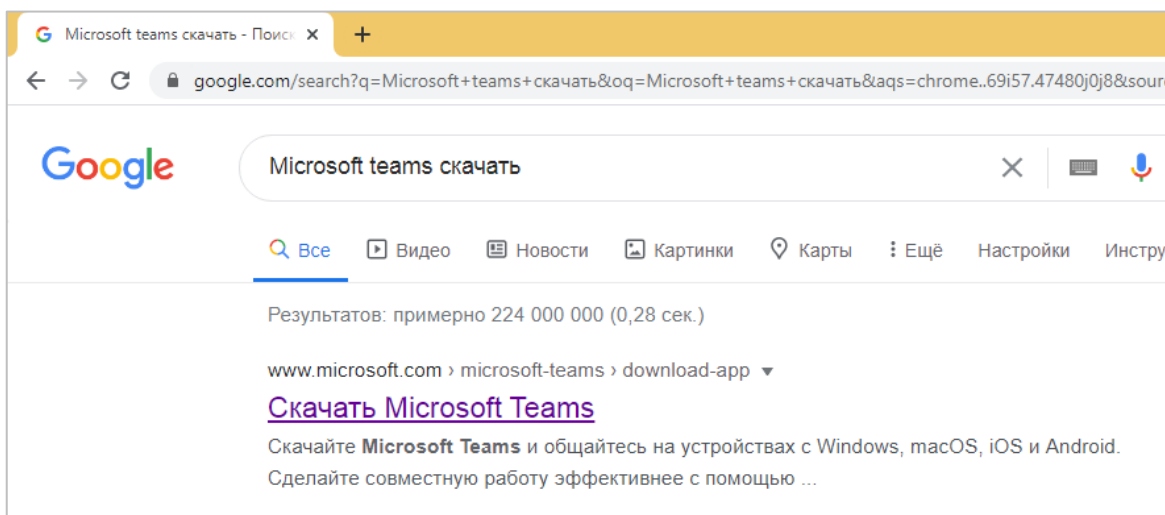 Microsoft teams скачать - Поиск
google.com/search?q=Microsoft+teams+скачать&oq=Microsoft+teams+скачать&aqs=chrome..69i57.47480j0j8&sour
Google
Microsoft teams скачать
Все Видео Новости Картинки Карты Ещё Настройки Инстру
Результатов: примерно 224 000 000 (0,28 сек.)
www.microsoft.com › microsoft-teams › download-app
Скачать Microsoft Teams
Скачайте Microsoft Teams и общайтесь на устройствах с Windows, macOS, iOS и Android.
Сделайте совместную работу эффективнее с помощью ...